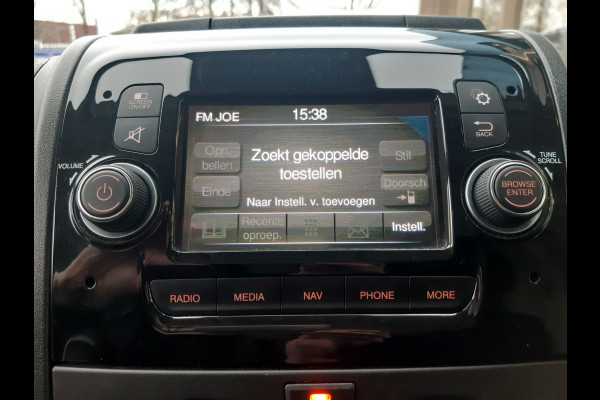 SCREEN
ON/OFF
FM JOE
15:38
VOLUME
Opn.
bellen
Zoekt gekoppelde
toestellen
Stil
BACK
TUNE
SCROLL
BROWSE
ENTER
Einde
Doorsch
Naar Instell. v. toevoegen
Recente
oproep.
Instell.
RADIO
MEDIA
NAV
PHONE
MORE